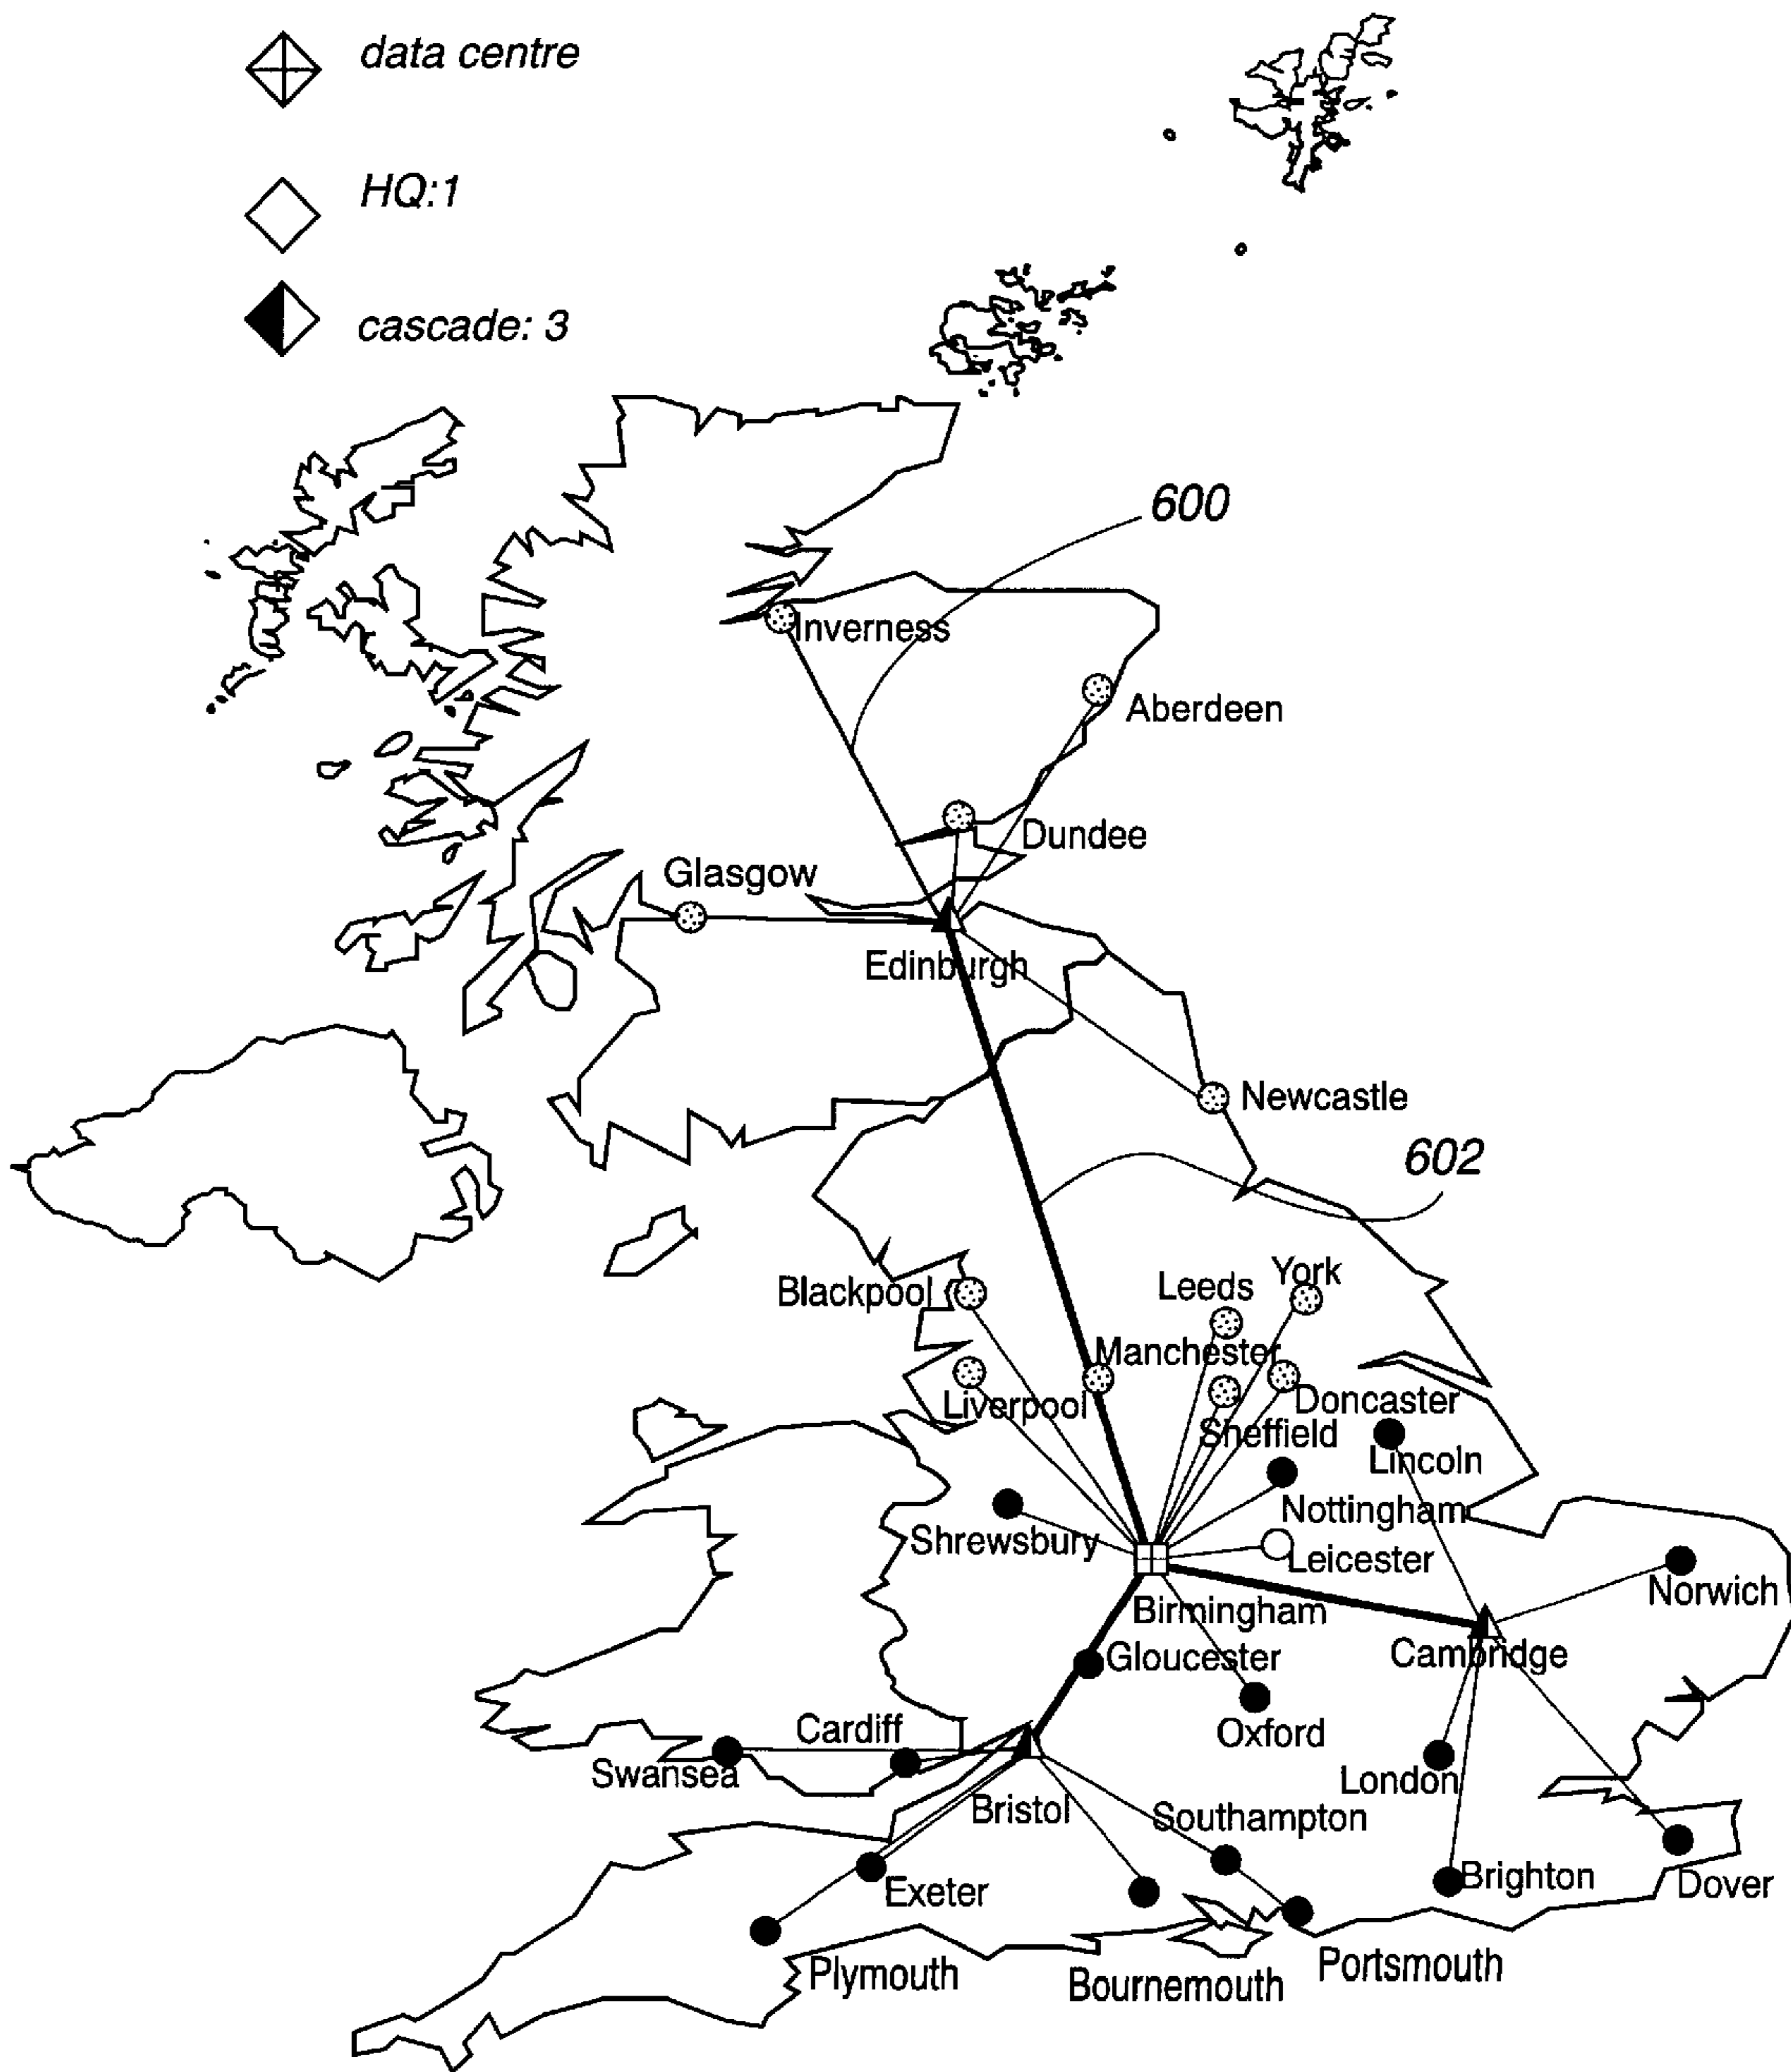 data centre
HQ:1
cascade: 3
600
Inverness
Aberdeen
Dundee
Glasgow
Edinburgh
Newcastle
602
York
Leeds
Blackpool
Manchester
Doncaster
Liverpool
Sheffield
Lincoln
Nottingham
Shrewsbury
Leicester
Norwich
Birmingham
Cambridge
Gloucester
Cardiff
Oxford
Swansea
London
Bristol
Southampton
Exeter
Brighton
Dover
Plymouth
Bournemouth
Portsmouth